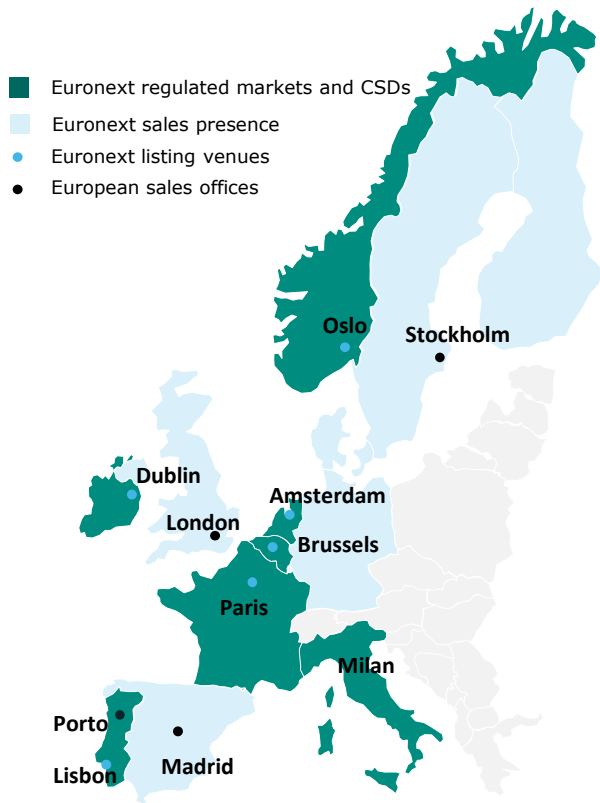 Euronext regulated markets and CSDs
Euronext sales presence
Euronext listing venues
European sales offices
Oslo
Stockholm
Dublin
Amsterdam
London
Brussels
Paris
Milan
Porto
Madrid
Lisbon